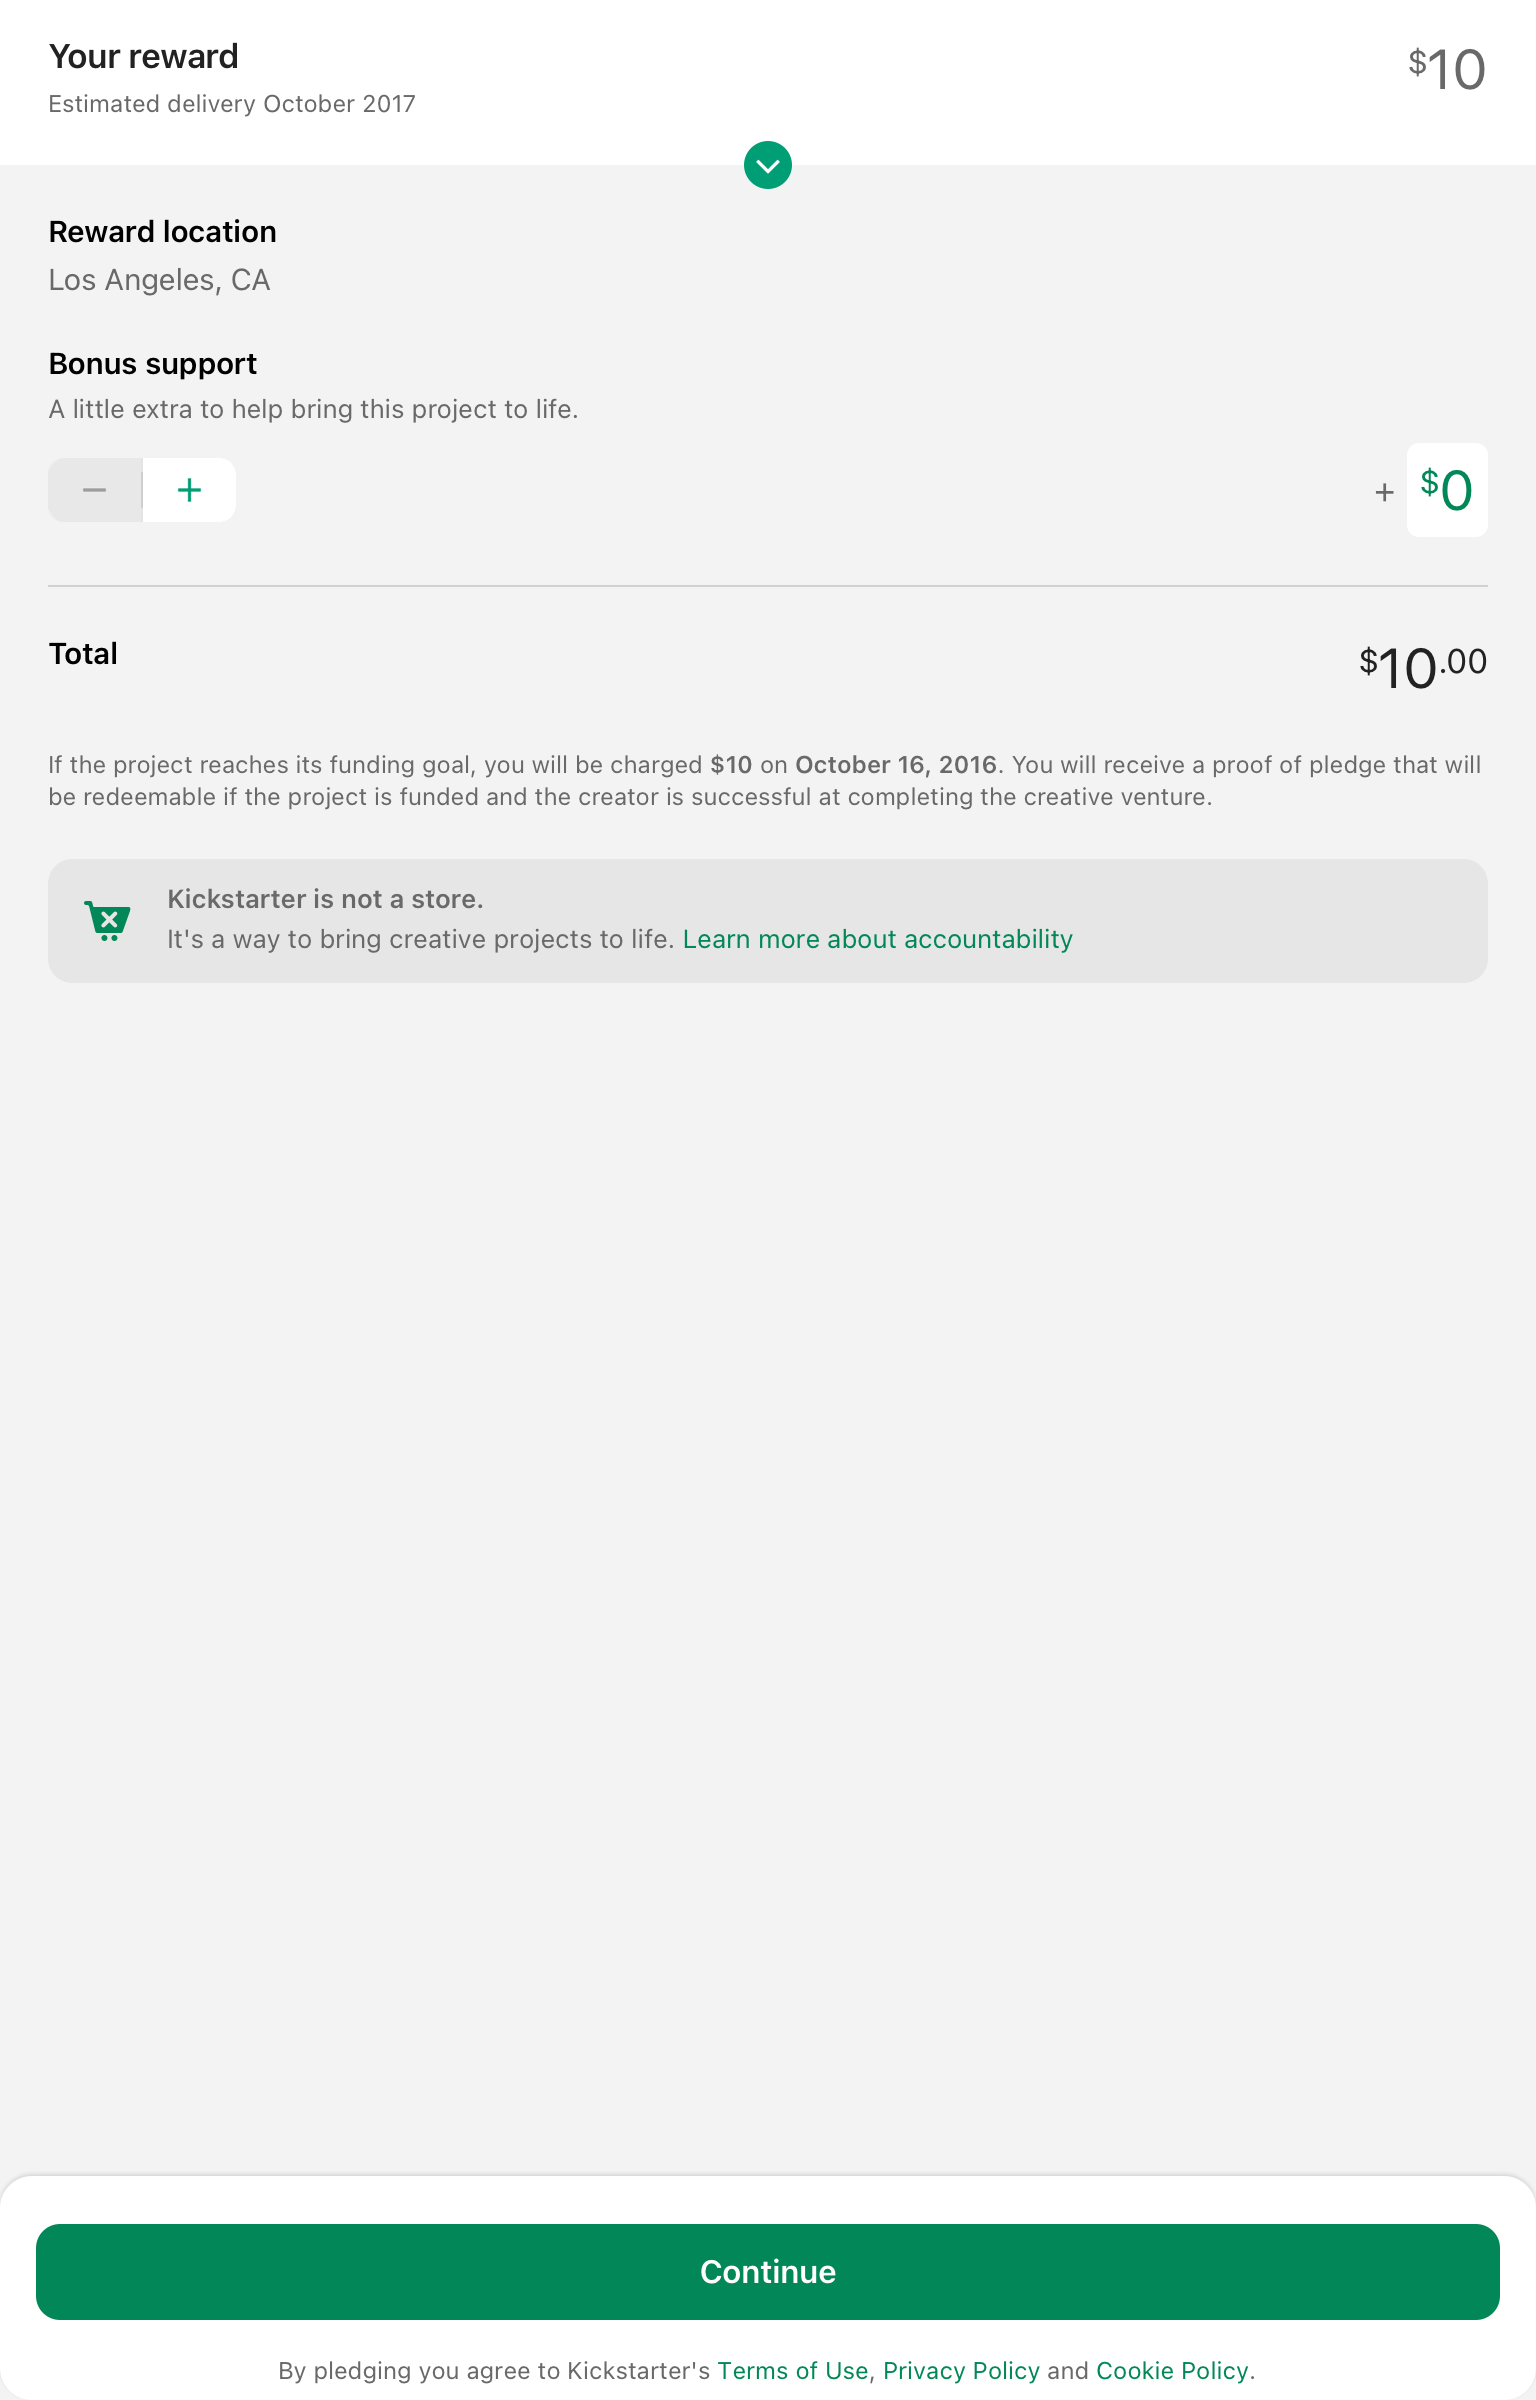 Your reward
$10
Estimated delivery October 2017
Reward location
Los Angeles, CA
Bonus support
A little extra to help bring this project to life.
− +
+ $0
Total
$10.00
If the project reaches its funding goal, you will be charged $10 on October 16, 2016. You will receive a proof of pledge that will
be redeemable if the project is funded and the creator is successful at completing the creative venture.
Kickstarter is not a store.
It's a way to bring creative projects to life. Learn more about accountability
Continue
By pledging you agree to Kickstarter's Terms of Use, Privacy Policy and Cookie Policy.